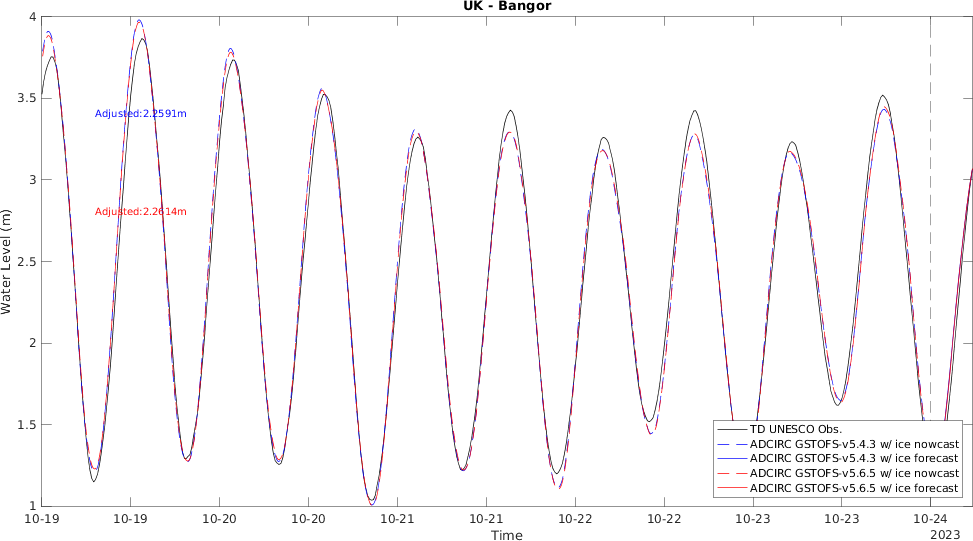 UK - Bangor
4
3.5
3
2.5
2
1.5
1
Water Level (m)
Adjusted:2.2591m
Adjusted:2.2614m
TD UNESCO Obs.
ADCIRC GSTOFS-v5.4.3 w/ ice nowcast
ADCIRC GSTOFS-v5.4.3 w/ ice forecast
ADCIRC GSTOFS-v5.6.5 w/ ice nowcast
ADCIRC GSTOFS-v5.6.5 w/ ice forecast
10-19 10-19 10-20 10-20 10-21 10-21 10-22 10-22 10-23 10-23 10-24
2023
Time